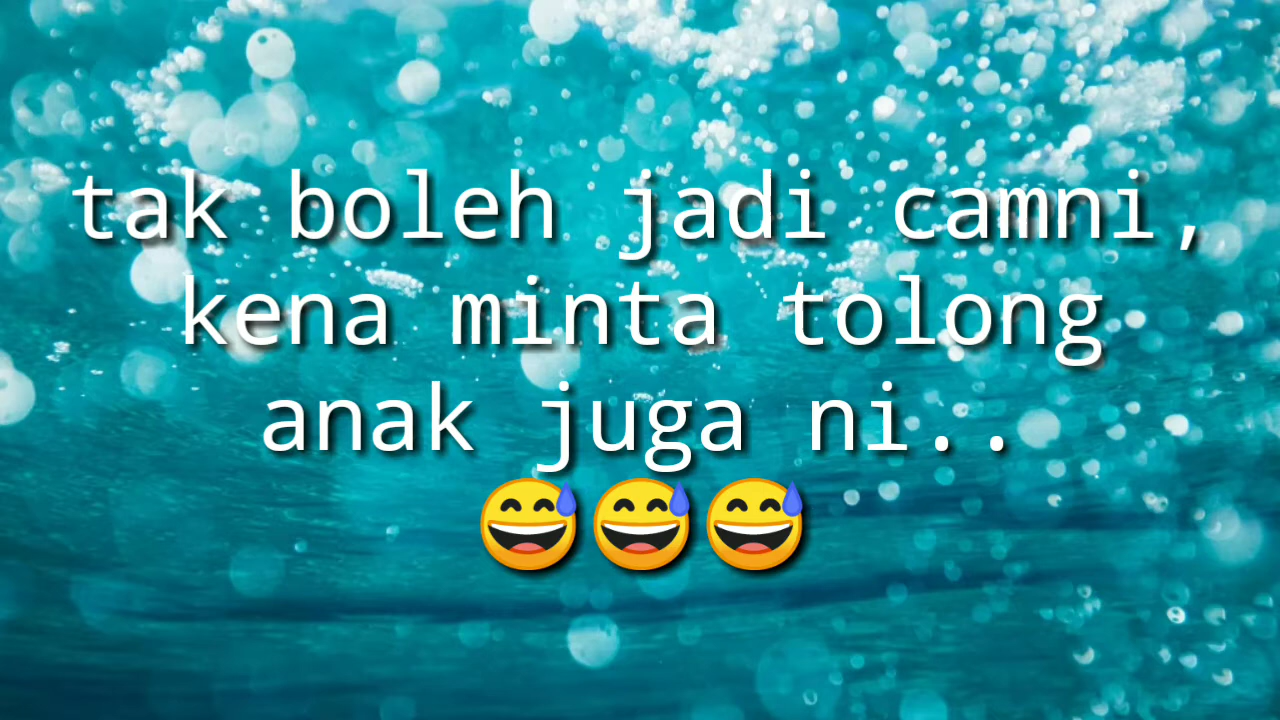 tak boleh jadi camni,
kena minta tolong
anak juga ni..
😅😅😅